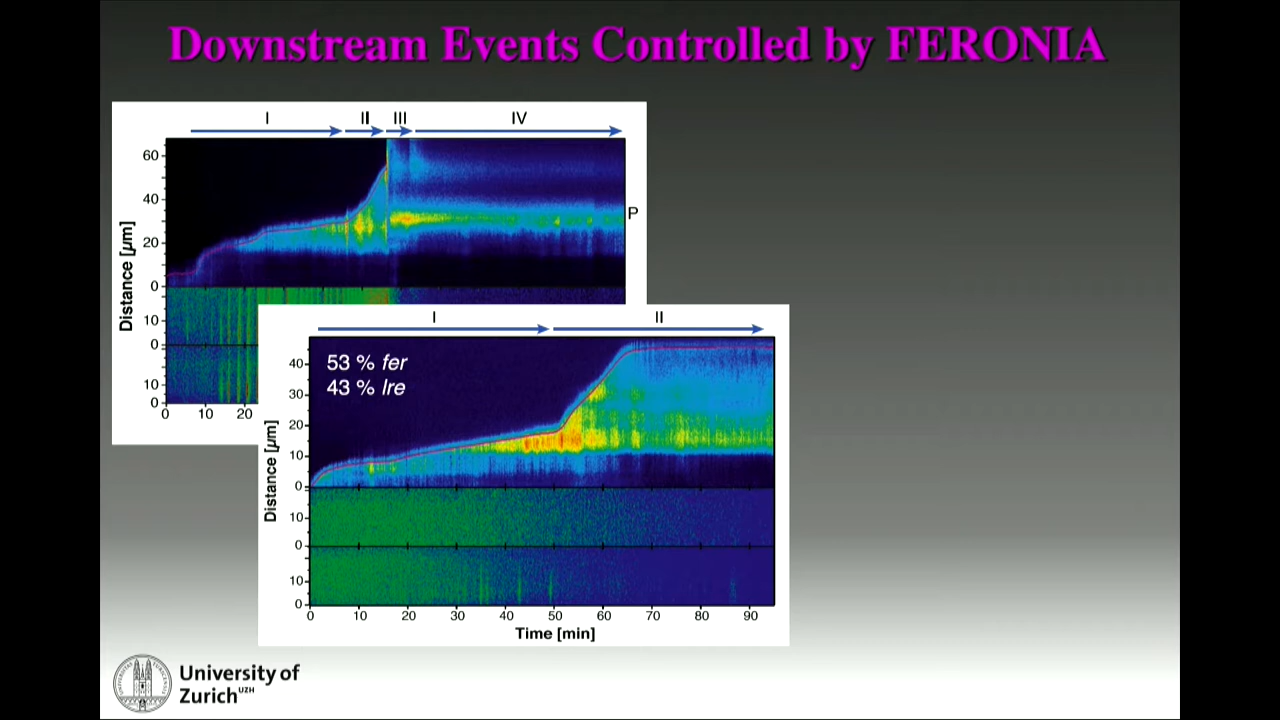 Downstream Events Controlled by FERONIA
I II III IV
60
40
20
0
10
0
10
0
Distance [µm]
P
0 10 20
I II
53 % fer
43 % lre
40
30
20
10
0
10
0
10
0
Distance [µm]
0 10 20 30 40 50 60 70 80 90
Time [min]
University of
Zurich UZH